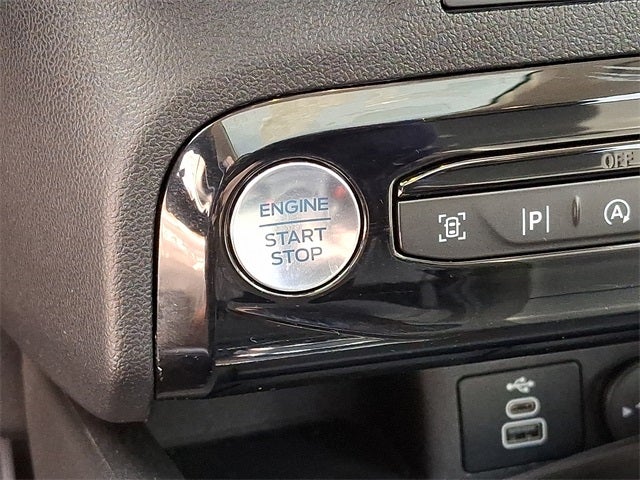 ENGINE
START
STOP
OFF
|P|
A